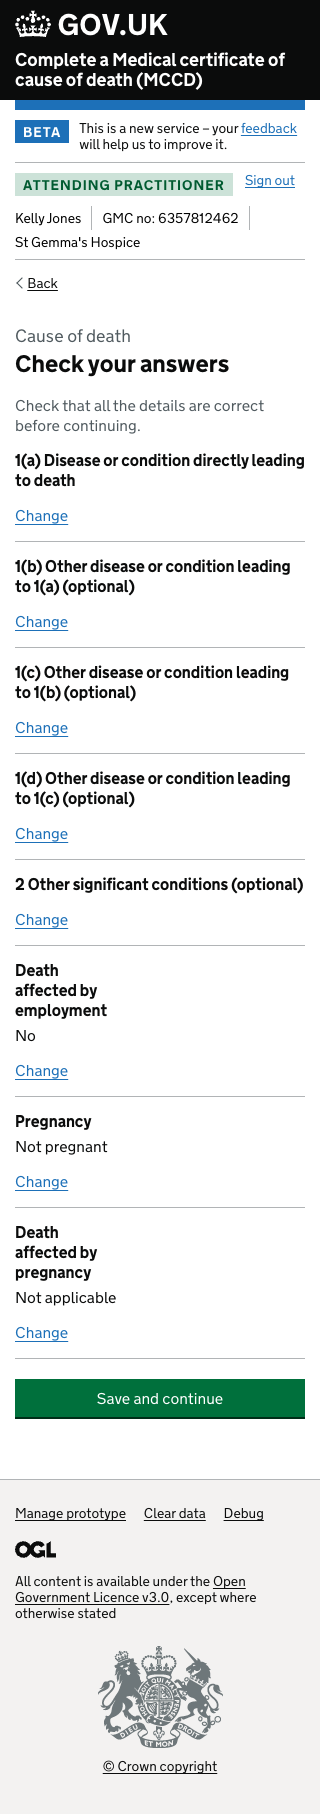 GOV.UK
Complete a Medical certificate of
cause of death (MCCD)
BETA
This is a new service – your feedback
will help us to improve it.
ATTENDING PRACTITIONER
Sign out
Kelly Jones
GMC no: 6357812462
St Gemma's Hospice
Back
Cause of death
Check your answers
Check that all the details are correct
before continuing.
1(a) Disease or condition directly leading
to death
Change
1(b) Other disease or condition leading
to 1(a) (optional)
Change
1(c) Other disease or condition leading
to 1(b) (optional)
Change
1(d) Other disease or condition leading
to 1(c) (optional)
Change
2 Other significant conditions (optional)
Change
Death
affected by
employment
No
Change
Pregnancy
Not pregnant
Change
Death
affected by
pregnancy
Not applicable
Change
Save and continue
Manage prototype Clear data Debug
OGL
All content is available under the Open
Government Licence v3.0, except where
otherwise stated
DIEU ET MON DROIT
© Crown copyright